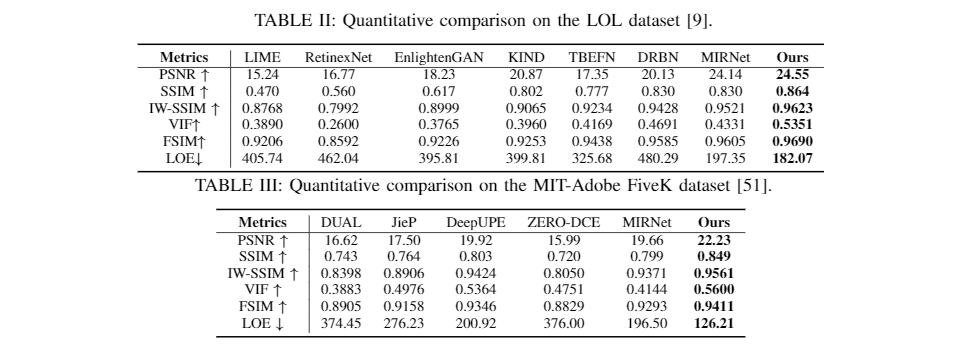 TABLE II: Quantitative comparison on the LOL dataset [9].
Metrics LIME RetinexNet EnlightenGAN KIND TBEFN DRBN MIRNet Ours
PSNR ↑ 15.24 16.77 18.23 20.87 17.35 20.13 24.14 24.55
SSIM ↑ 0.470 0.560 0.617 0.802 0.777 0.830 0.830 0.864
IW-SSIM ↑ 0.8768 0.7992 0.8999 0.9065 0.9234 0.9428 0.9521 0.9623
VIF↑ 0.3890 0.2600 0.3765 0.3960 0.4169 0.4691 0.4331 0.5351
FSIM↑ 0.9206 0.8592 0.9226 0.9253 0.9438 0.9585 0.9605 0.9690
LOE↓ 405.74 462.04 395.81 399.81 325.68 480.29 197.35 182.07
TABLE III: Quantitative comparison on the MIT-Adobe FiveK dataset [51].
Metrics DUAL JieP DeepUPE ZERO-DCE MIRNet Ours
PSNR ↑ 16.62 17.50 19.92 15.99 19.66 22.23
SSIM ↑ 0.743 0.764 0.803 0.720 0.799 0.849
IW-SSIM ↑ 0.8398 0.8906 0.9424 0.8050 0.9371 0.9561
VIF ↑ 0.3883 0.4976 0.5364 0.4751 0.4144 0.5600
FSIM ↑ 0.8905 0.9158 0.9346 0.8829 0.9293 0.9411
LOE ↓ 374.45 276.23 200.92 376.00 196.50 126.21